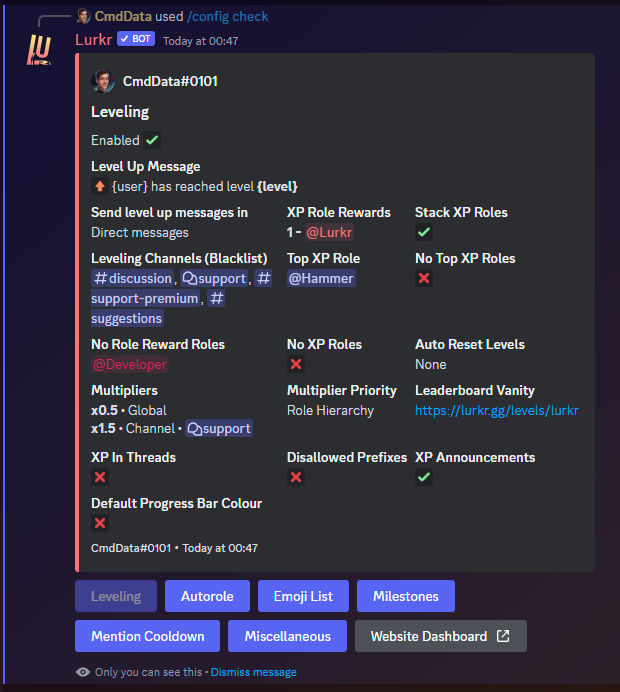 CmdData used /config check
LU
Lurkr ✓ BOT Today at 00:47
CmdData#0101
Leveling
Enabled ✅
Level Up Message
⬆ {user} has reached level {level}
Send level up messages in XP Role Rewards Stack XP Roles
Direct messages 1 - @Lurkr ✅
Leveling Channels (Blacklist) Top XP Role No Top XP Roles
#discussion, support, # @Hammer ❌
support-premium, #
suggestions
No Role Reward Roles No XP Roles Auto Reset Levels
@Developer ❌ None
Multipliers Multiplier Priority Leaderboard Vanity
x0.5 • Global Role Hierarchy https://lurkr.gg/levels/lurkr
x1.5 • Channel • support
XP In Threads Disallowed Prefixes XP Announcements
❌ ❌ ✅
Default Progress Bar Colour
❌
CmdData#0101 • Today at 00:47
Leveling Autorole Emoji List Milestones
Mention Cooldown Miscellaneous Website Dashboard
Only you can see this • Dismiss message